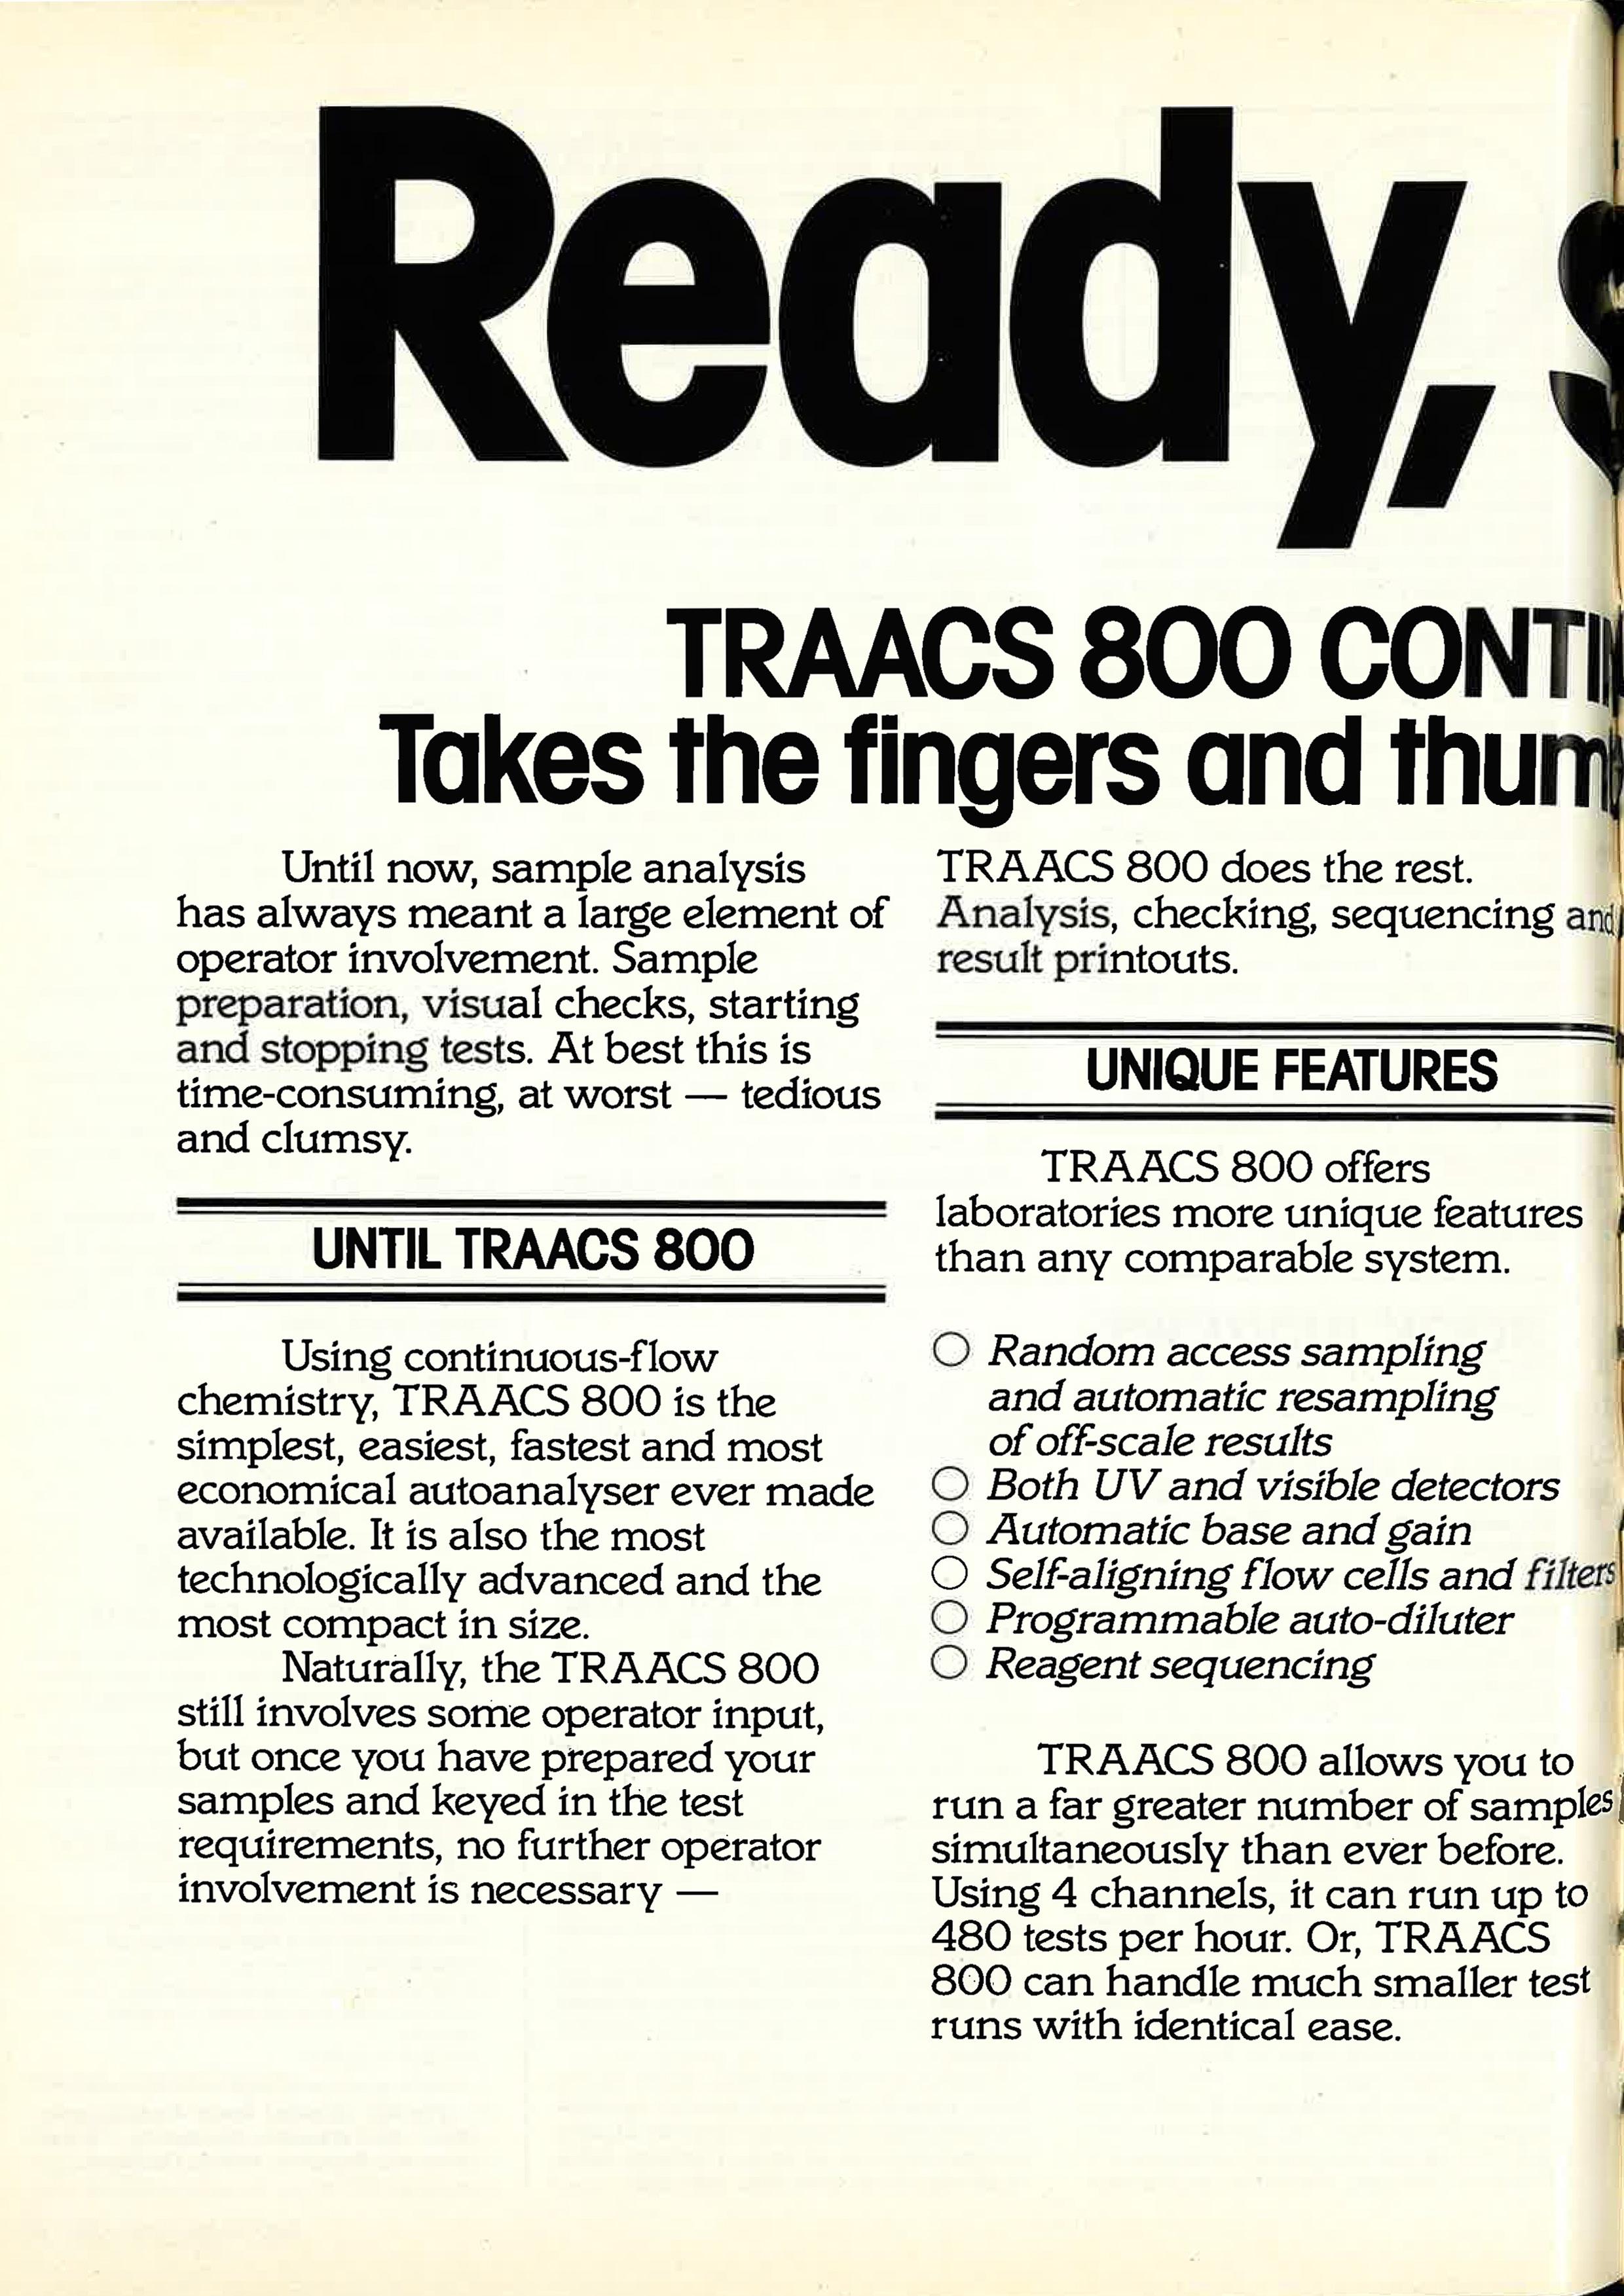 Ready,
TRAACS 800
Takes the fingers and
Until now, sample analysis
has always meant a large element of
operator involvement. Sample
preparation, visual checks, starting
and stopping tests. At best this is
time-consuming, at worst — tedious
and clumsy.
UNTIL TRAACS 800
Using continuous-flow
chemistry, TRAACS 800 is the
simplest, easiest, fastest and most
economical autoanalyser ever made
available. It is also the most
technologically advanced and the
most compact in size.
Naturally, the TRAACS 800
still involves some operator input,
but once you have prepared your
samples and keyed in the test
requirements, no further operator
involvement is necessary —
TRAACS 800 does the rest.
Analysis, checking, sequencing and
result printouts.
UNIQUE FEATURES
TRAACS 800 offers
laboratories more unique features
than any comparable system.
○ Random access sampling
and automatic resampling
of off-scale results
○ Both UV and visible detectors
○ Automatic base and gain
○ Self-aligning flow cells and filters
○ Programmable auto-diluter
○ Reagent sequencing
TRAACS 800 allows you to
run a far greater number of samples
simultaneously than ever before.
Using 4 channels, it can run up to
480 tests per hour. Or, TRAACS
800 can handle much smaller test
runs with identical ease.